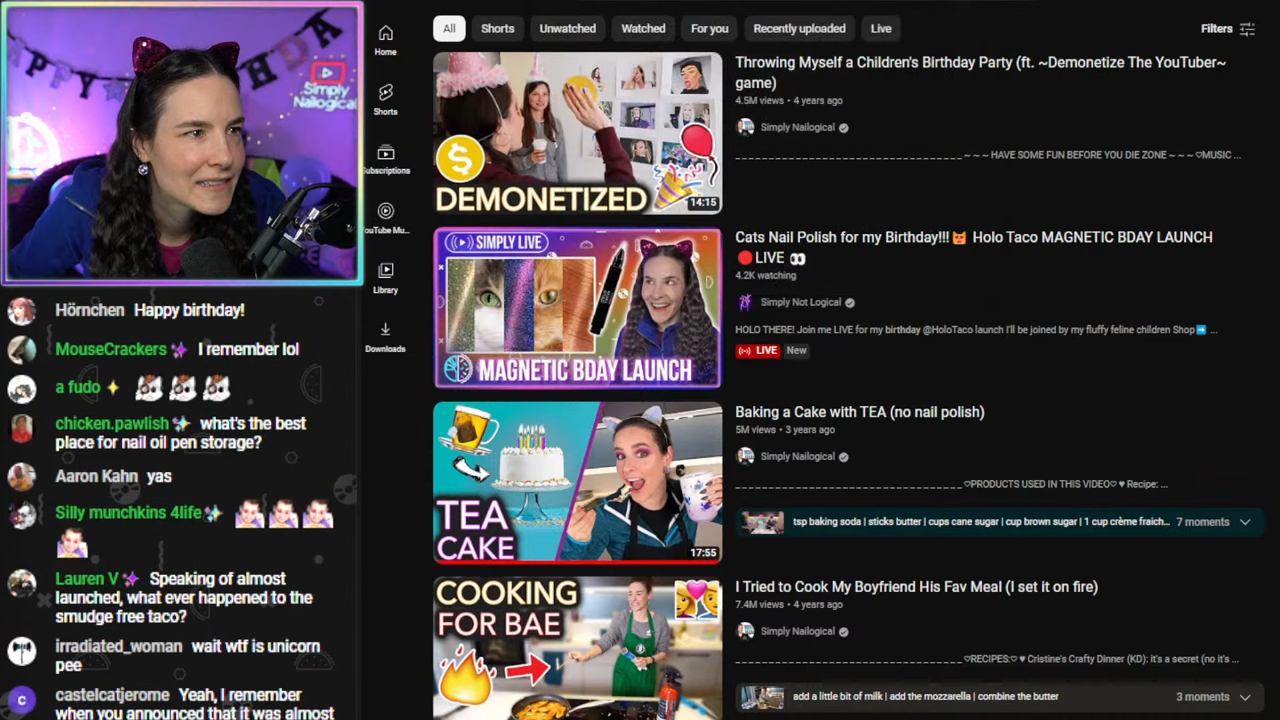 HAPPY
HDA
Simply
Nailogical
Hörnchen Happy birthday!
MouseCrackers I remember lol
a fudo
chicken.pawlish what's the best
place for nail oil pen storage?
Aaron Kahn yas
Silly munchkins 4life
Lauren V Speaking of almost
launched, what ever happened to the
smudge free taco?
irradiated_woman wait wtf is unicorn
pee
castelcatjerome Yeah, I remember
when you announced that it was almost
C
Home
Shorts
Subscriptions
YouTube Mu...
Library
Downloads
All Shorts Unwatched Watched For you Recently uploaded Live Filters
$
DEMONETIZED
14:15
Throwing Myself a Children's Birthday Party (ft. ~Demonetize The YouTuber~
game)
4.5M views • 4 years ago
Simply Nailogical
_ _ _ _ _ _ _ _ _ _ _ _ _ _ _ _ _ _ _ _ _ _ _ _ _ _ _ _ _ _ ~ ~ ~ HAVE SOME FUN BEFORE YOU DIE ZONE ~ ~ ~ ♡MUSIC ...
SIMPLY LIVE
MAGNETIC BDAY LAUNCH
Cats Nail Polish for my Birthday!!!😼 Holo Taco MAGNETIC BDAY LAUNCH
🔴LIVE 👀
4.2K watching
Simply Not Logical
HOLO THERE! Join me LIVE for my birthday @HoloTaco launch I'll be joined by my fluffy feline children Shop➡ ...
LIVE New
TEA
CAKE
17:55
Baking a Cake with TEA (no nail polish)
5M views • 3 years ago
Simply Nailogical
_ _ _ _ _ _ _ _ _ _ _ _ _ _ _ _ _ _ _ _ _ _ _ _ _ _ _ ♡PRODUCTS USED IN THIS VIDEO♡ ♥ Recipe: ...
tsp baking soda | sticks butter | cups cane sugar | cup brown sugar | 1 cup crème fraich... 7 moments
COOKING
FOR BAE
I Tried to Cook My Boyfriend His Fav Meal (I set it on fire)
7.4M views • 4 years ago
Simply Nailogical
_ _ _ _ _ _ _ _ _ _ _ _ _ _ _ _ _ _ _ _ _ _ _ _ _ _ _ ♡RECIPES:♡ ♥ Cristine's Crafty Dinner (KD): it's a secret (no it's ...
add a little bit of milk | add the mozzarella | combine the butter 3 moments